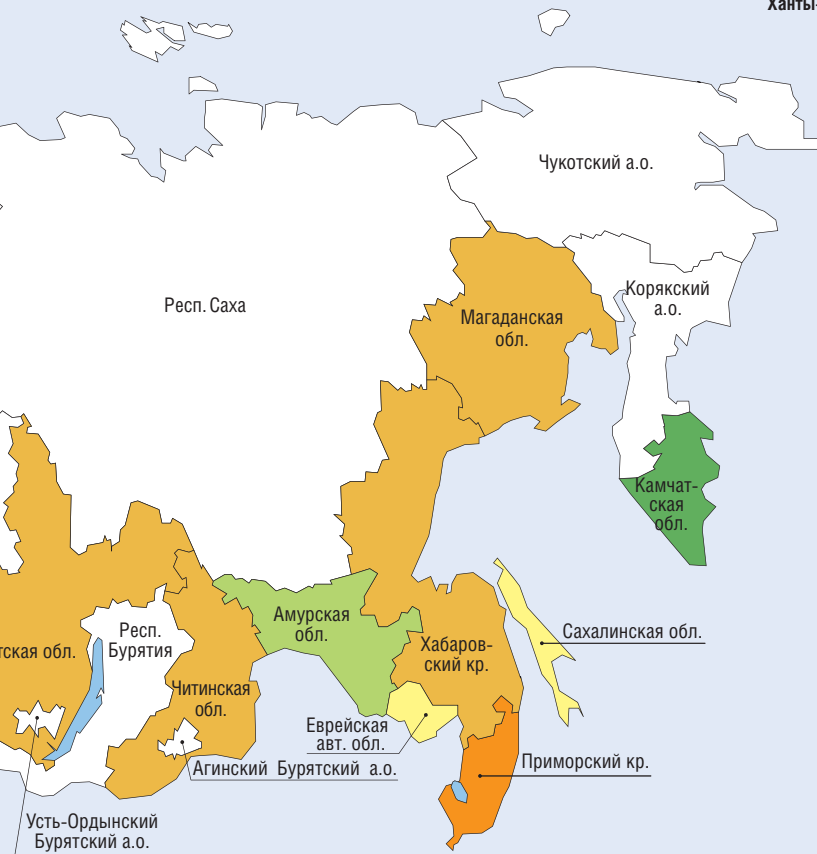 Ханты-
Чукотский а.о.
Корякский
а.о.
Респ. Саха
Магаданская
обл.
Камчат-
ская
обл.
Амурская
обл.
Респ.
Бурятия
тская обл.
Хабаров-
ский кр.
Сахалинская обл.
Читинская
обл.
Еврейская
авт. обл.
Агинский Бурятский а.о.
Приморский кр.
Усть-Ордынский
Бурятский а.о.